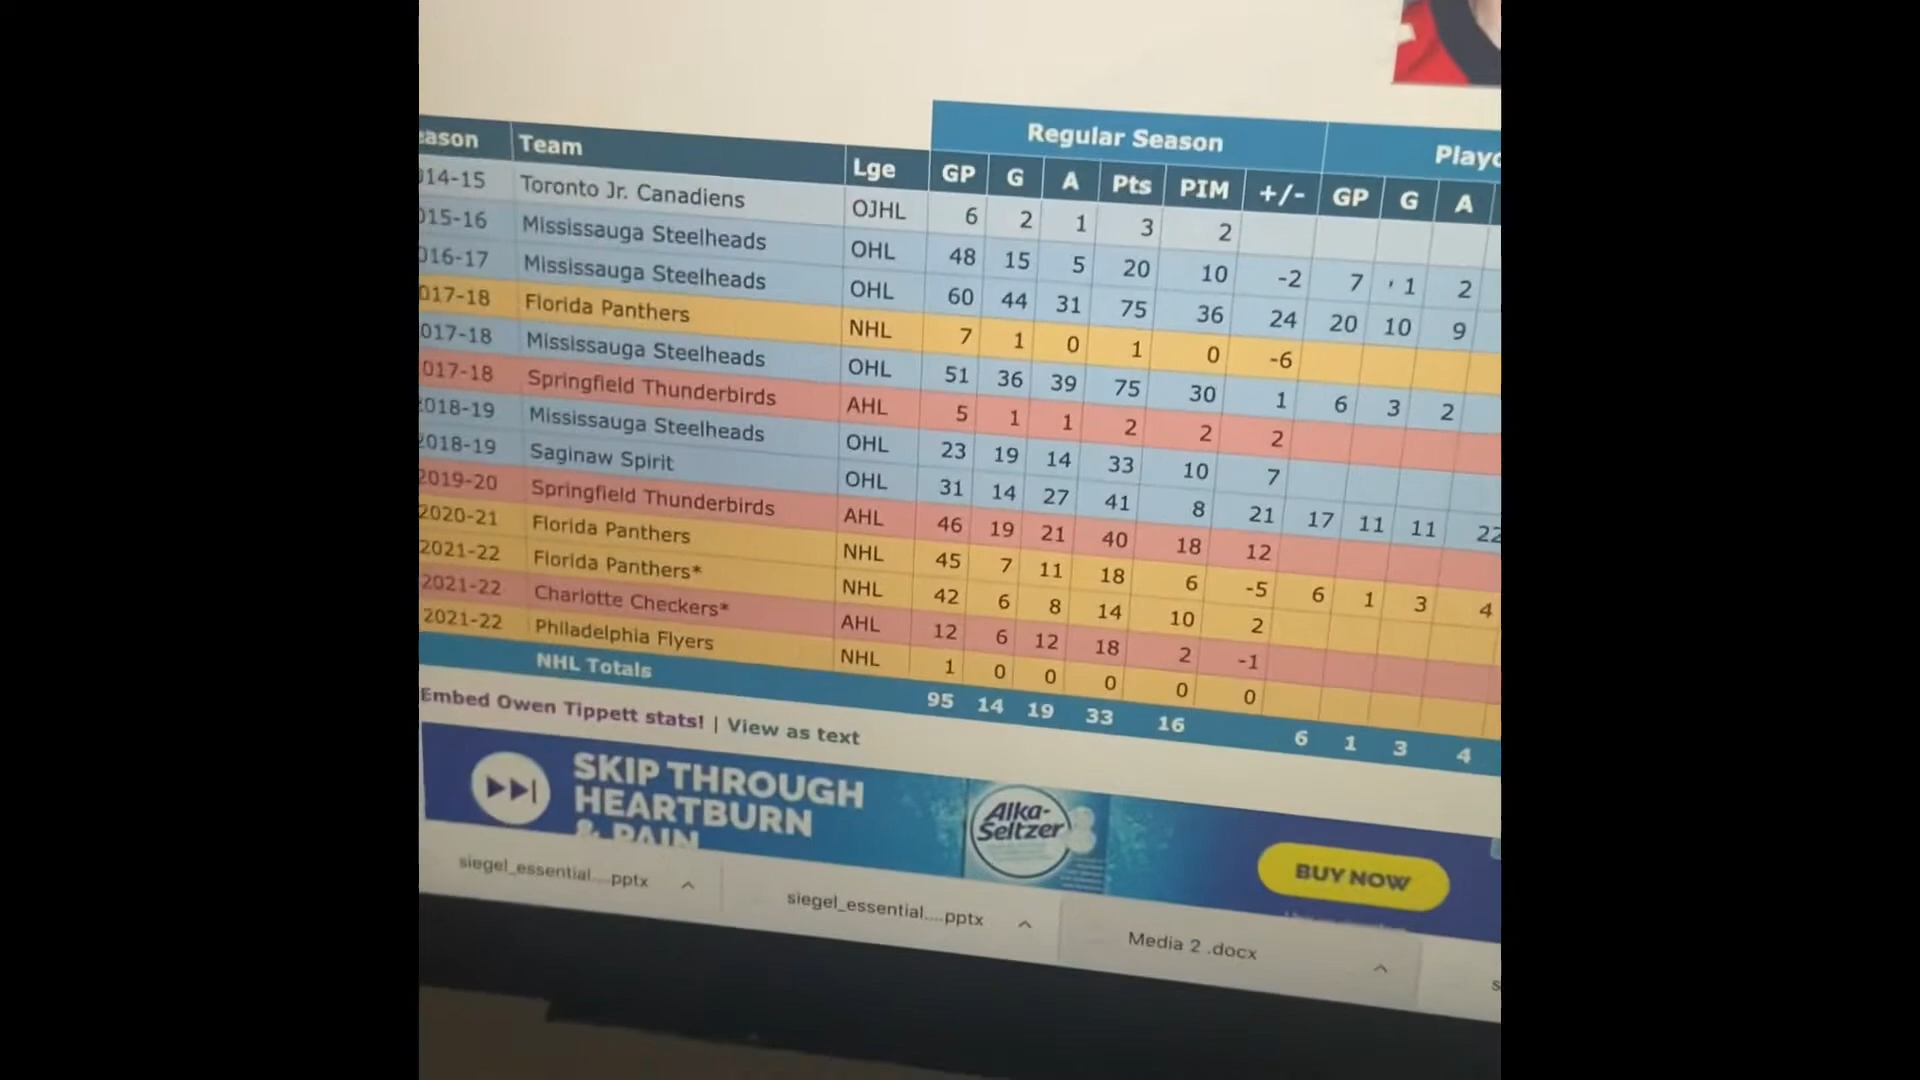 Regular Season Playo
eason Team Lge GP G A Pts PIM +/- GP G A
014-15 Toronto Jr. Canadiens OJHL 6 2 1 3 2
015-16 Mississauga Steelheads OHL 48 15 5 20 10 -2 7 1 2
016-17 Mississauga Steelheads OHL 60 44 31 75 36 24 20 10 9
017-18 Florida Panthers NHL 7 1 0 1 0 -6
017-18 Mississauga Steelheads OHL 51 36 39 75 30 1 6 3 2
017-18 Springfield Thunderbirds AHL 5 1 1 2 2 2
2018-19 Mississauga Steelheads OHL 23 19 14 33 10 7
2018-19 Saginaw Spirit OHL 31 14 27 41 8 21 17 11 11 22
2019-20 Springfield Thunderbirds AHL 46 19 21 40 18 12
2020-21 Florida Panthers NHL 45 7 11 18 6 -5 6 1 3 4
2021-22 Florida Panthers* NHL 42 6 8 14 10 2
2021-22 Charlotte Checkers* AHL 12 6 12 18 2 -1
2021-22 Philadelphia Flyers NHL 1 0 0 0 0 0
NHL Totals 95 14 19 33 16 6 1 3 4
Embed Owen Tippett stats! | View as text
SKIP THROUGH
HEARTBURN
& PAIN
Alka-
Seltzer
BUY NOW
siegel_essential....pptx
siegel_essential....pptx
Media 2 .docx
s